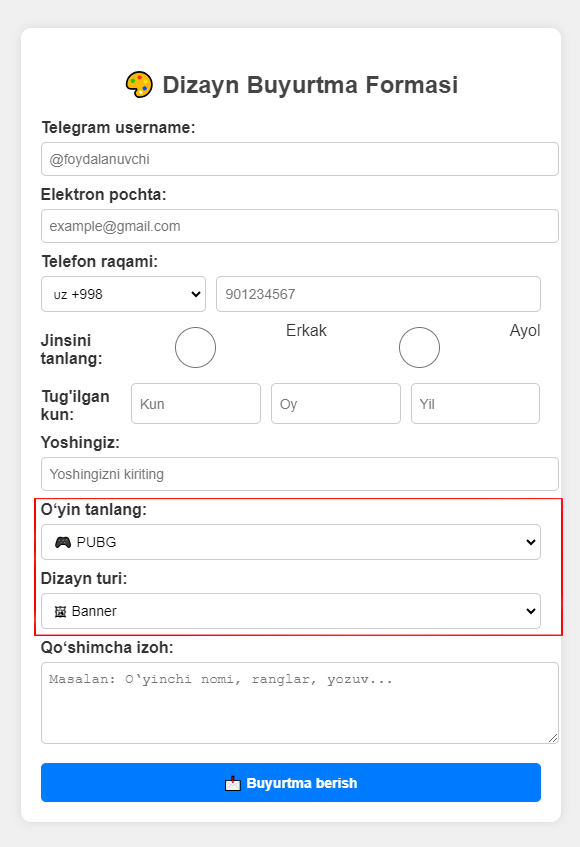 🎨 Dizayn Buyurtma Formasi
Telegram username:
@foydalanuvchi
Elektron pochta:
example@gmail.com
Telefon raqami:
uz +998 901234567
Jinsini tanlang: Erkak Ayol
Tug'ilgan kun: Kun Oy Yil
Yoshingiz:
Yoshingizni kiriting
O‘yin tanlang:
🎮 PUBG
Dizayn turi:
🖼 Banner
Qo‘shimcha izoh:
Masalan: O‘yinchi nomi, ranglar, yozuv...
📩 Buyurtma berish